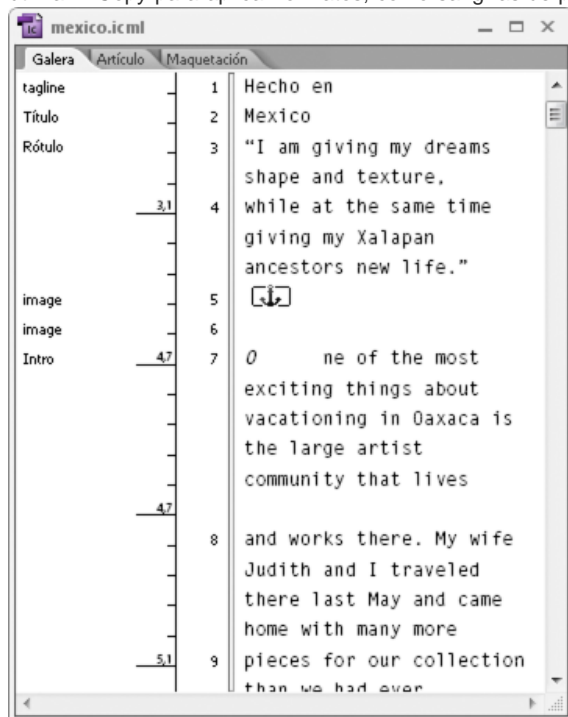 mexico.icml
Galera Artículo Maquetación
tagline 1 Hecho en
Título 2 Mexico
Rótulo 3 “I am giving my dreams
shape and texture,
3,1 4 while at the same time
giving my Xalapan
ancestors new life.”
image 5
image 6
Intro 4,7 7 O ne of the most
exciting things about
vacationing in Oaxaca is
the large artist
community that lives
4,7
8 and works there. My wife
Judith and I traveled
there last May and came
home with many more
5,1 9 pieces for our collection
than we had ever